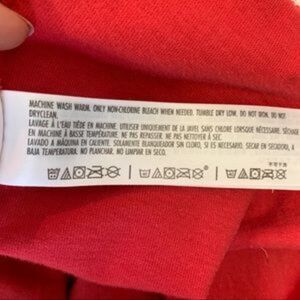 MACHINE WASH WARM. ONLY NON-CHLORINE BLEACH WHEN NEEDED. TUMBLE DRY LOW. DO NOT IRON. DO NOT
DRYCLEAN.
LAVAGE À L'EAU TIÈDE EN MACHINE. UTILISER UNIQUEMENT DE LA JAVEL SANS CHLORE LORSQUE NÉCESSAIRE. SÉCHAGE
EN MACHINE À BASSE TEMPÉRATURE. NE PAS REPASSER. NE PAS NETTOYER À SEC.
LAVADO A MÁQUINA EN CALIENTE. SOLAMENTE BLANQUEADOR SIN CLORO, SI ES NECESARIO. SECAR EN SECADORA, A
BAJA TEMPERATURA. NO PLANCHAR. NO LIMPIAR EN SECO.